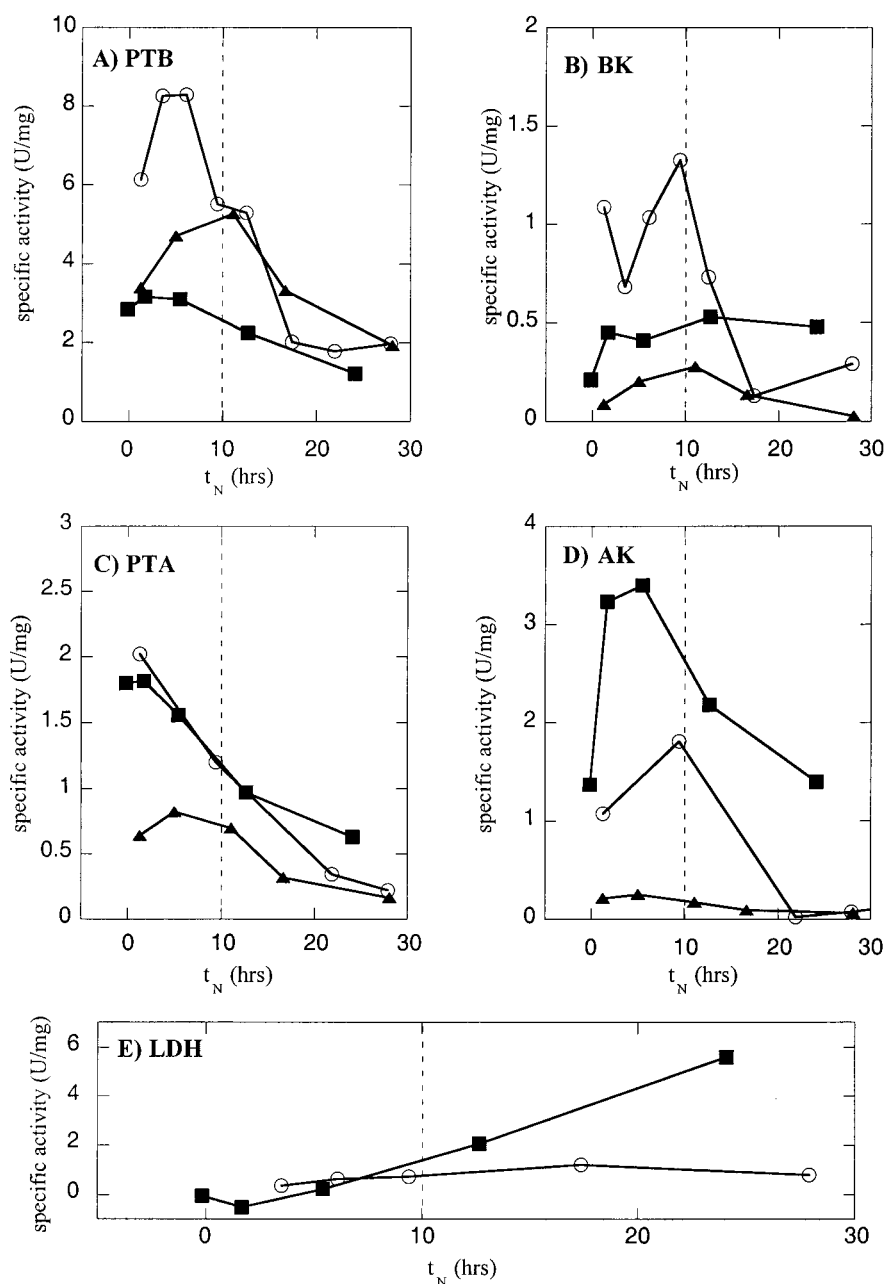 A) PTB
specific activity (U/mg)
10
8
6
4
2
0
0 10 20 30
t_N (hrs)
B) BK
specific activity (U/mg)
2
1.5
1
0.5
0
0 10 20 30
t_N (hrs)
C) PTA
specific activity (U/mg)
3
2.5
2
1.5
1
0.5
0
0 10 20 30
t_N (hrs)
D) AK
specific activity (U/mg)
4
3
2
1
0
0 10 20 30
t_N (hrs)
E) LDH
specific activity (U/mg)
6
4
2
0
0 10 20 30
t_N (hrs)